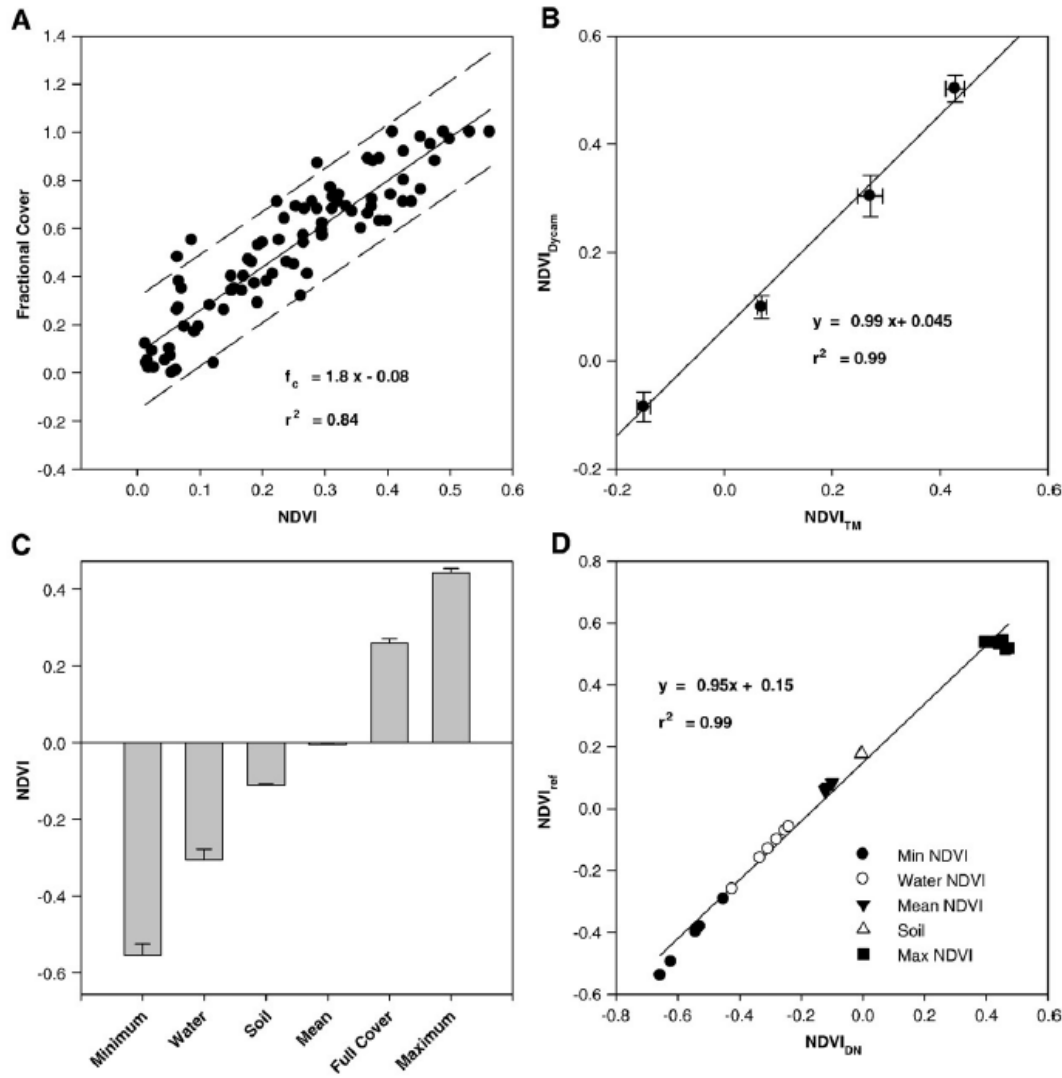 A
Fractional Cover
1.4
1.2
1.0
0.8
0.6
0.4
0.2
0.0
-0.2
-0.4
f_c = 1.8 x - 0.08
r² = 0.84
0.0 0.1 0.2 0.3 0.4 0.5 0.6
NDVI
B
NDVI_Dycam
0.6
0.4
0.2
0.0
-0.2
y = 0.99 x+ 0.045
r² = 0.99
-0.2 0.0 0.2 0.4 0.6
NDVI_TM
C
NDVI
0.4
0.2
0.0
-0.2
-0.4
-0.6
Minimum
Water
Soil
Mean
Full Cover
Maximum
D
NDVI_ref
0.8
0.6
0.4
0.2
0.0
-0.2
-0.4
-0.6
y = 0.95x + 0.15
r² = 0.99
Min NDVI
Water NDVI
Mean NDVI
Soil
Max NDVI
-0.8 -0.6 -0.4 -0.2 0.0 0.2 0.4 0.6
NDVI_DN